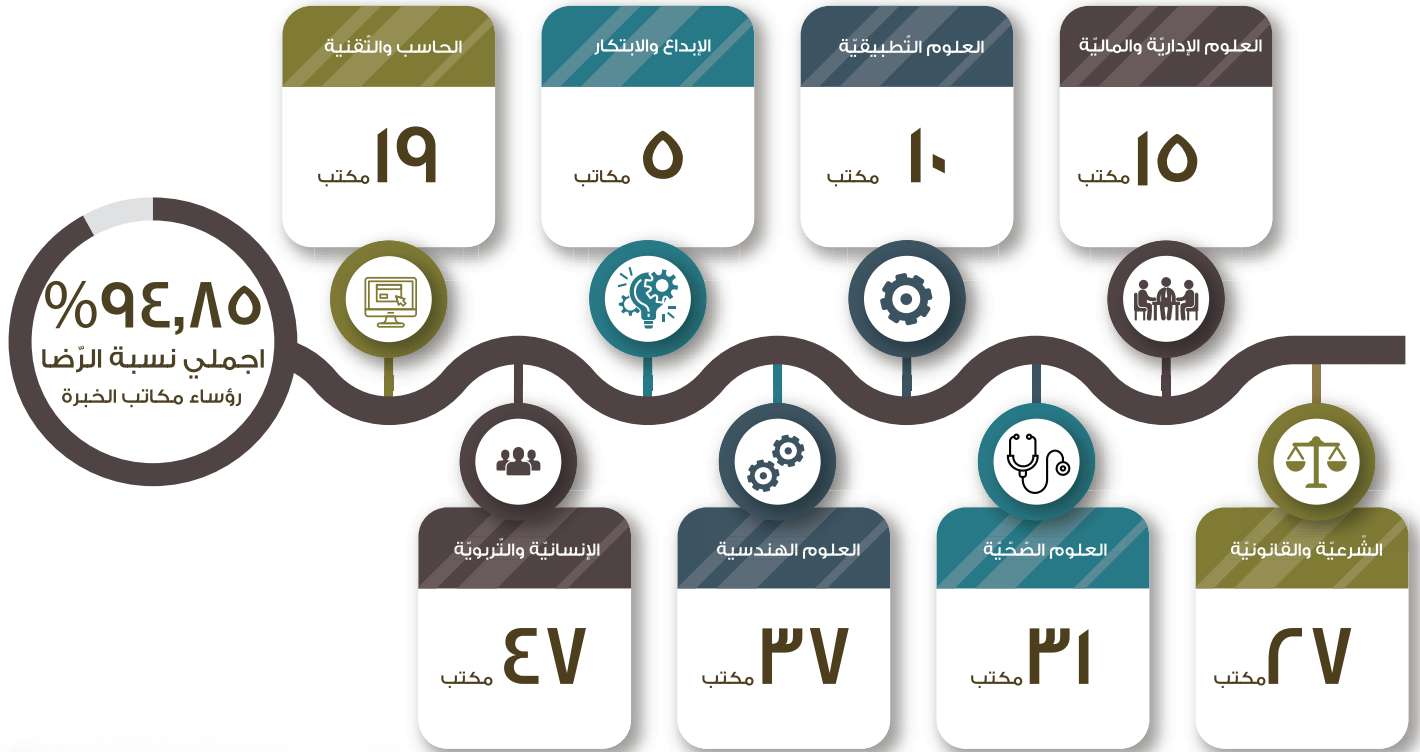 العلوم الإداريّة والماليّة
١٥ مكتب
العلوم التّطبيقيّة
١٠ مكتب
الإبداع والابتكار
٥ مكاتب
الحاسب والتّقنية
١٩ مكتب
%٩٤,٨٥
اجملي نسبة الرّضا
رؤساء مكاتب الخبرة
الشّرعيّة والقانونيّة
٢٧ مكتب
العلوم الصّحّيّة
٣١ مكتب
العلوم الهندسية
٣٧ مكتب
الإنسانيّة والتّربويّة
٤٧ مكتب